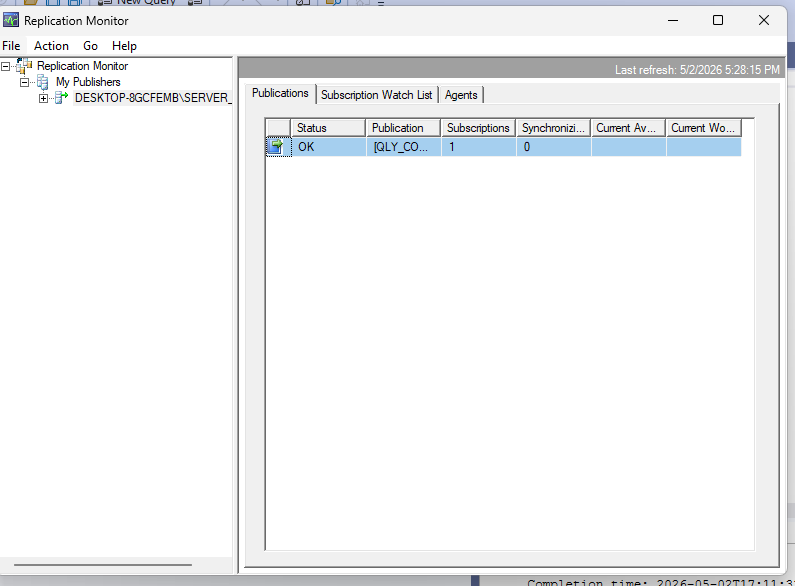 New Query
Replication Monitor
File Action Go Help
Replication Monitor
My Publishers
DESKTOP-8GCFEMB\SERVER_
Last refresh: 5/2/2026 5:28:15 PM
Publications Subscription Watch List Agents
Status Publication Subscriptions Synchronizi... Current Av... Current Wo...
OK [QLY_CO... 1 0
Completion time: 2026-05-02T17:11:3